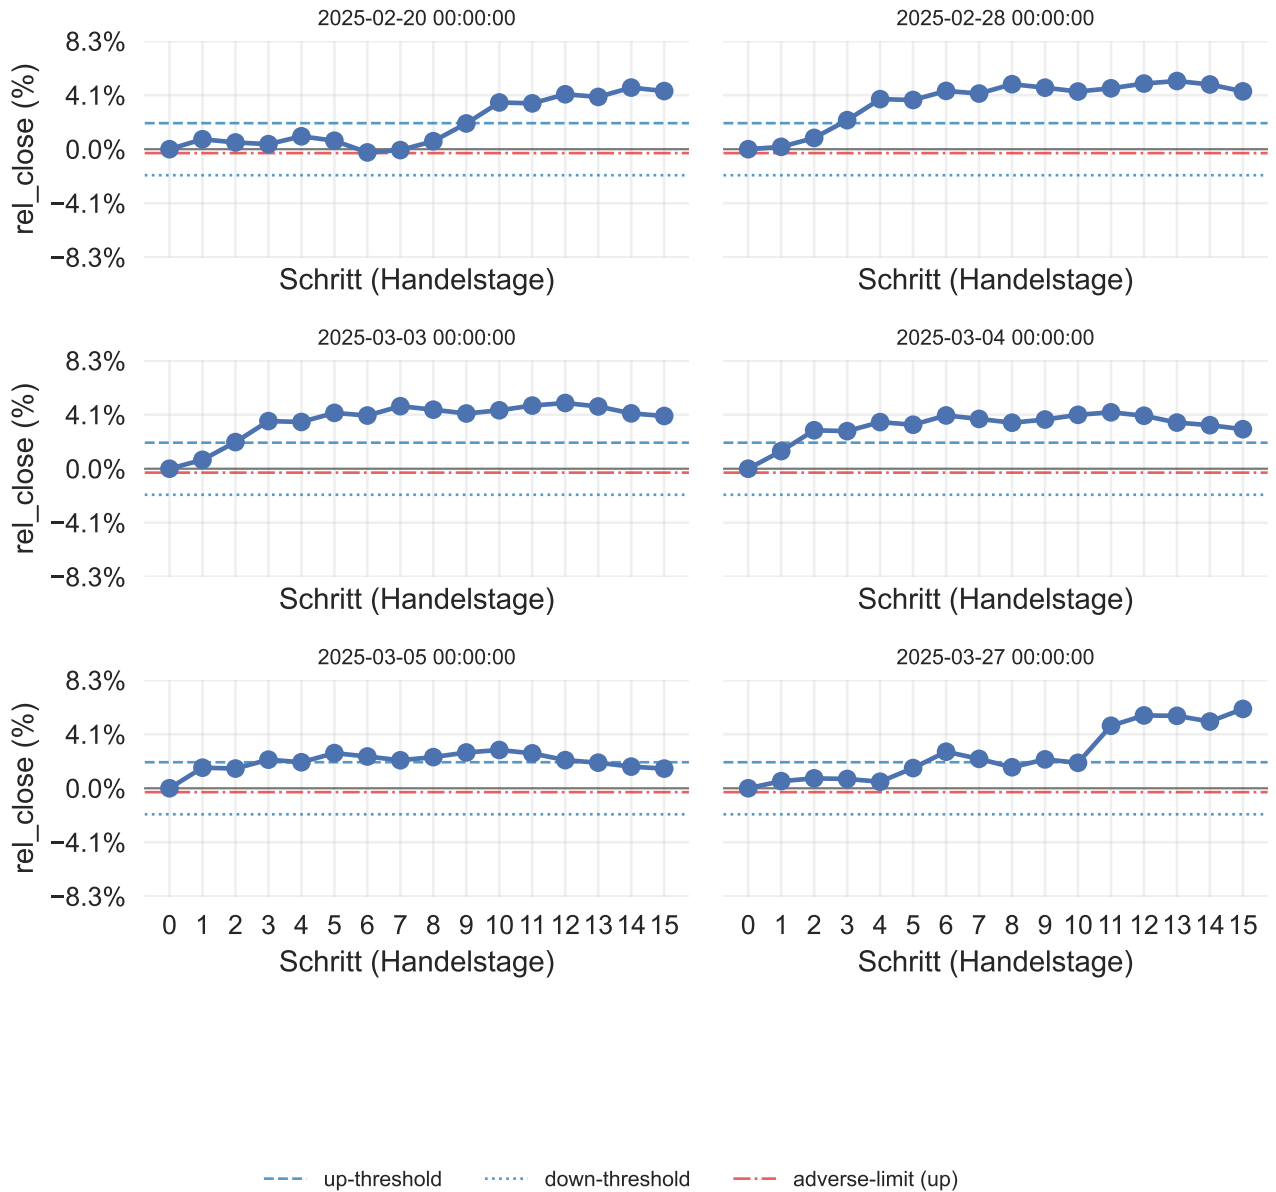 2025-02-20 00:00:00
2025-02-28 00:00:00
8.3%
4.1%
0.0%
−4.1%
−8.3%
rel_close (%)
Schritt (Handelstage)
Schritt (Handelstage)
2025-03-03 00:00:00
2025-03-04 00:00:00
8.3%
4.1%
0.0%
−4.1%
−8.3%
rel_close (%)
Schritt (Handelstage)
Schritt (Handelstage)
2025-03-05 00:00:00
2025-03-27 00:00:00
8.3%
4.1%
0.0%
−4.1%
−8.3%
rel_close (%)
0 1 2 3 4 5 6 7 8 9 10 11 12 13 14 15
0 1 2 3 4 5 6 7 8 9 10 11 12 13 14 15
Schritt (Handelstage)
Schritt (Handelstage)
up-threshold
down-threshold
adverse-limit (up)